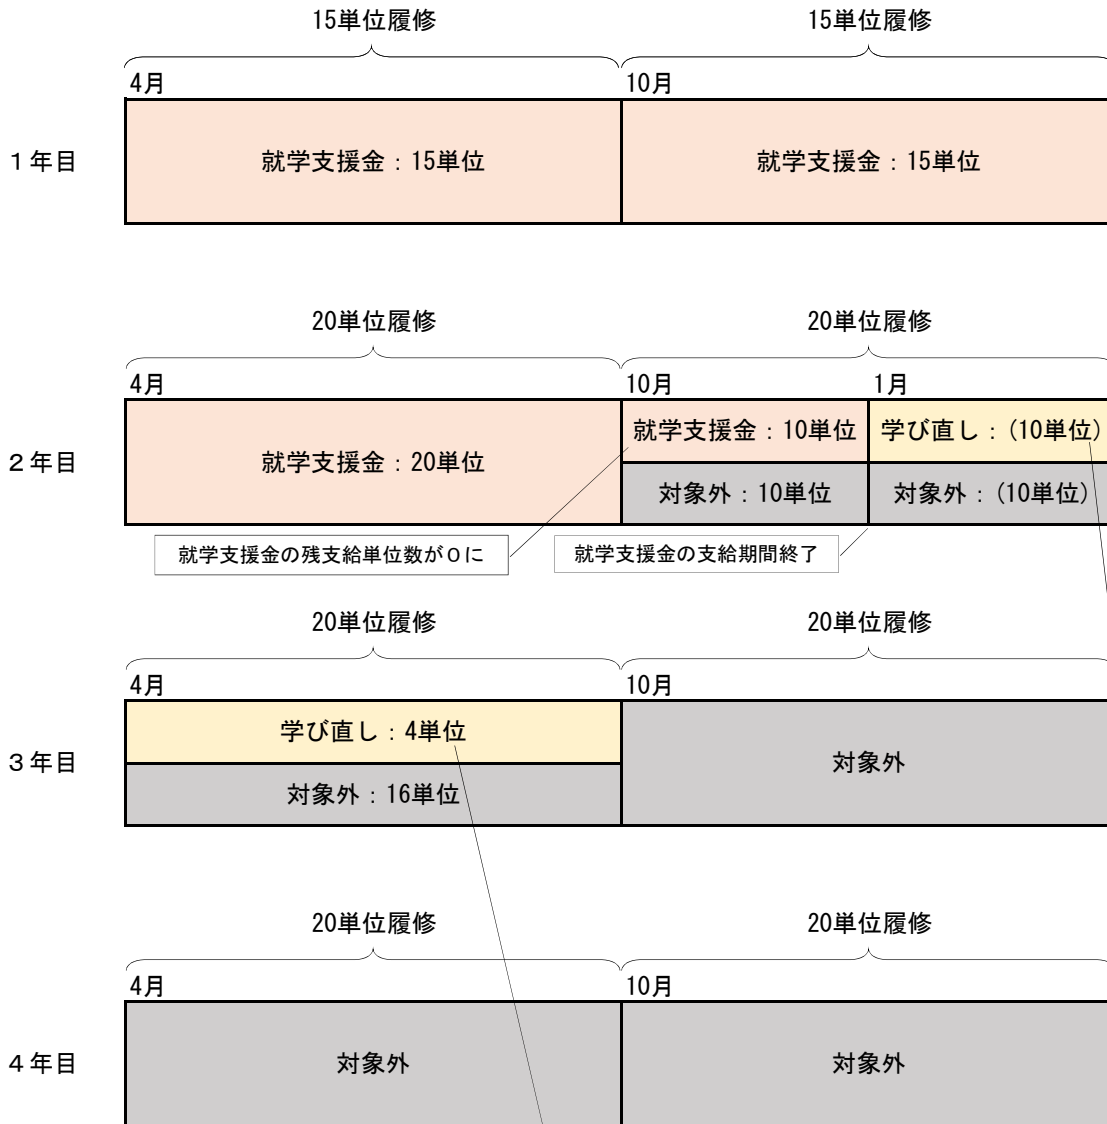 15単位履修 15単位履修
4月 10月
１年目 就学支援金：15単位 就学支援金：15単位
20単位履修 20単位履修
4月 10月 1月
２年目 就学支援金：20単位 就学支援金：10単位 学び直し：(10単位)
対象外：10単位 対象外：(10単位)
就学支援金の残支給単位数が０に 就学支援金の支給期間終了
20単位履修 20単位履修
4月 10月
学び直し：4単位
３年目 対象外
対象外：16単位
20単位履修 20単位履修
4月 10月
４年目 対象外 対象外